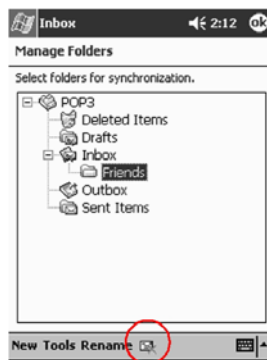 Inbox 2:12 ok
Manage Folders
Select folders for synchronization.
POP3
Deleted Items
Drafts
Inbox
Friends
Outbox
Sent Items
New Tools Rename